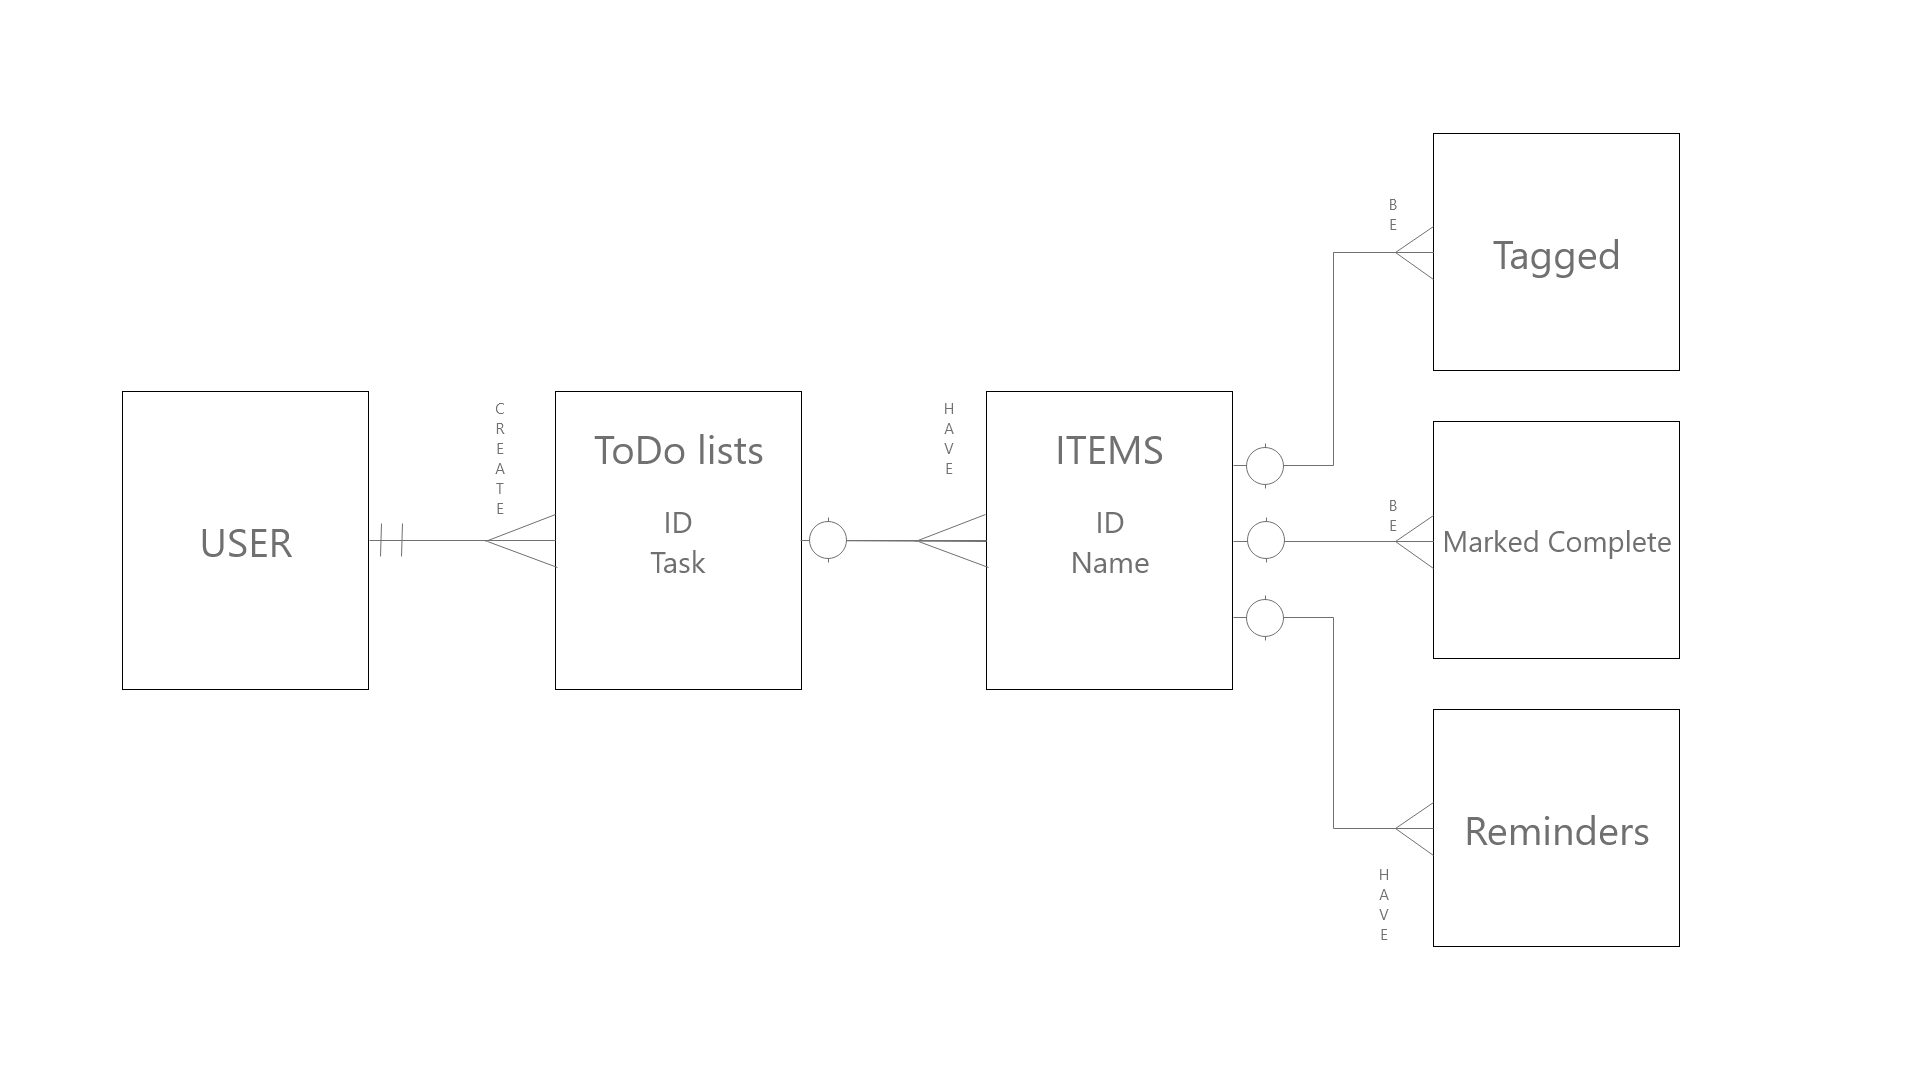 USER
CREATE
ToDo lists
ID
Task
HAVE
ITEMS
ID
Name
BE
Tagged
BE
Marked Complete
HAVE
Reminders